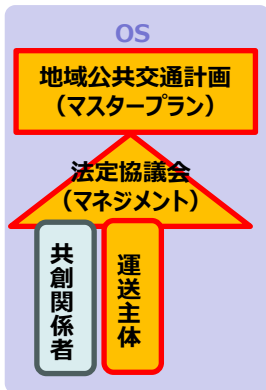 OS
地域公共交通計画
（マスタープラン）
法定協議会
（マネジメント）
共創関係者
運送主体